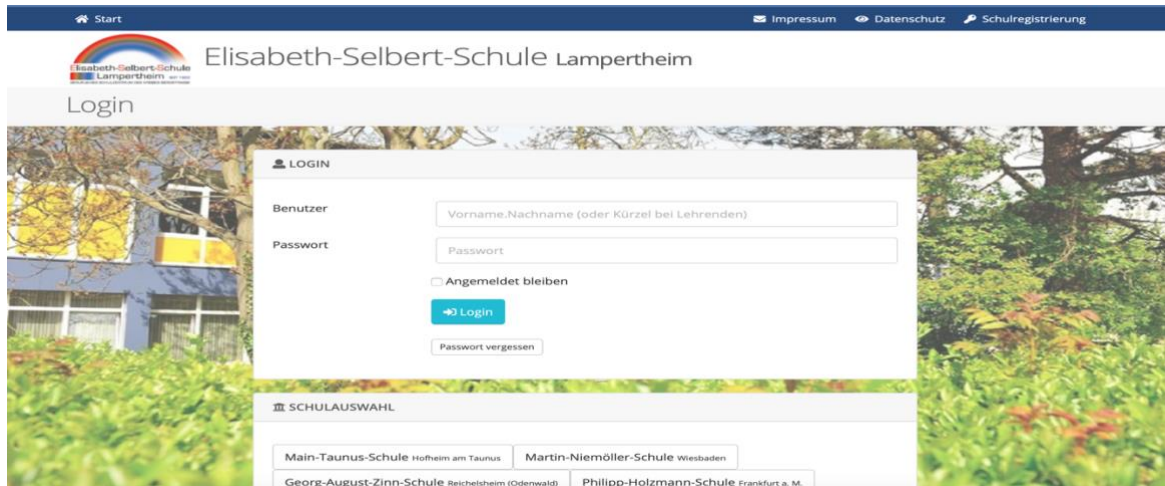 Start Impressum Datenschutz Schulregistrierung
Elisabeth-Selbert-Schule
Lampertheim
Elisabeth-Selbert-Schule Lampertheim
Login
LOGIN
Benutzer Vorname.Nachname (oder Kürzel bei Lehrenden)
Passwort Passwort
Angemeldet bleiben
Login
Passwort vergessen
SCHULAUSWAHL
Main-Taunus-Schule Hofheim am Taunus Martin-Niemöller-Schule Wiesbaden
Georg-August-Zinn-Schule Reichelsheim (Odenwald) Philipp-Holzmann-Schule Frankfurt a. M.